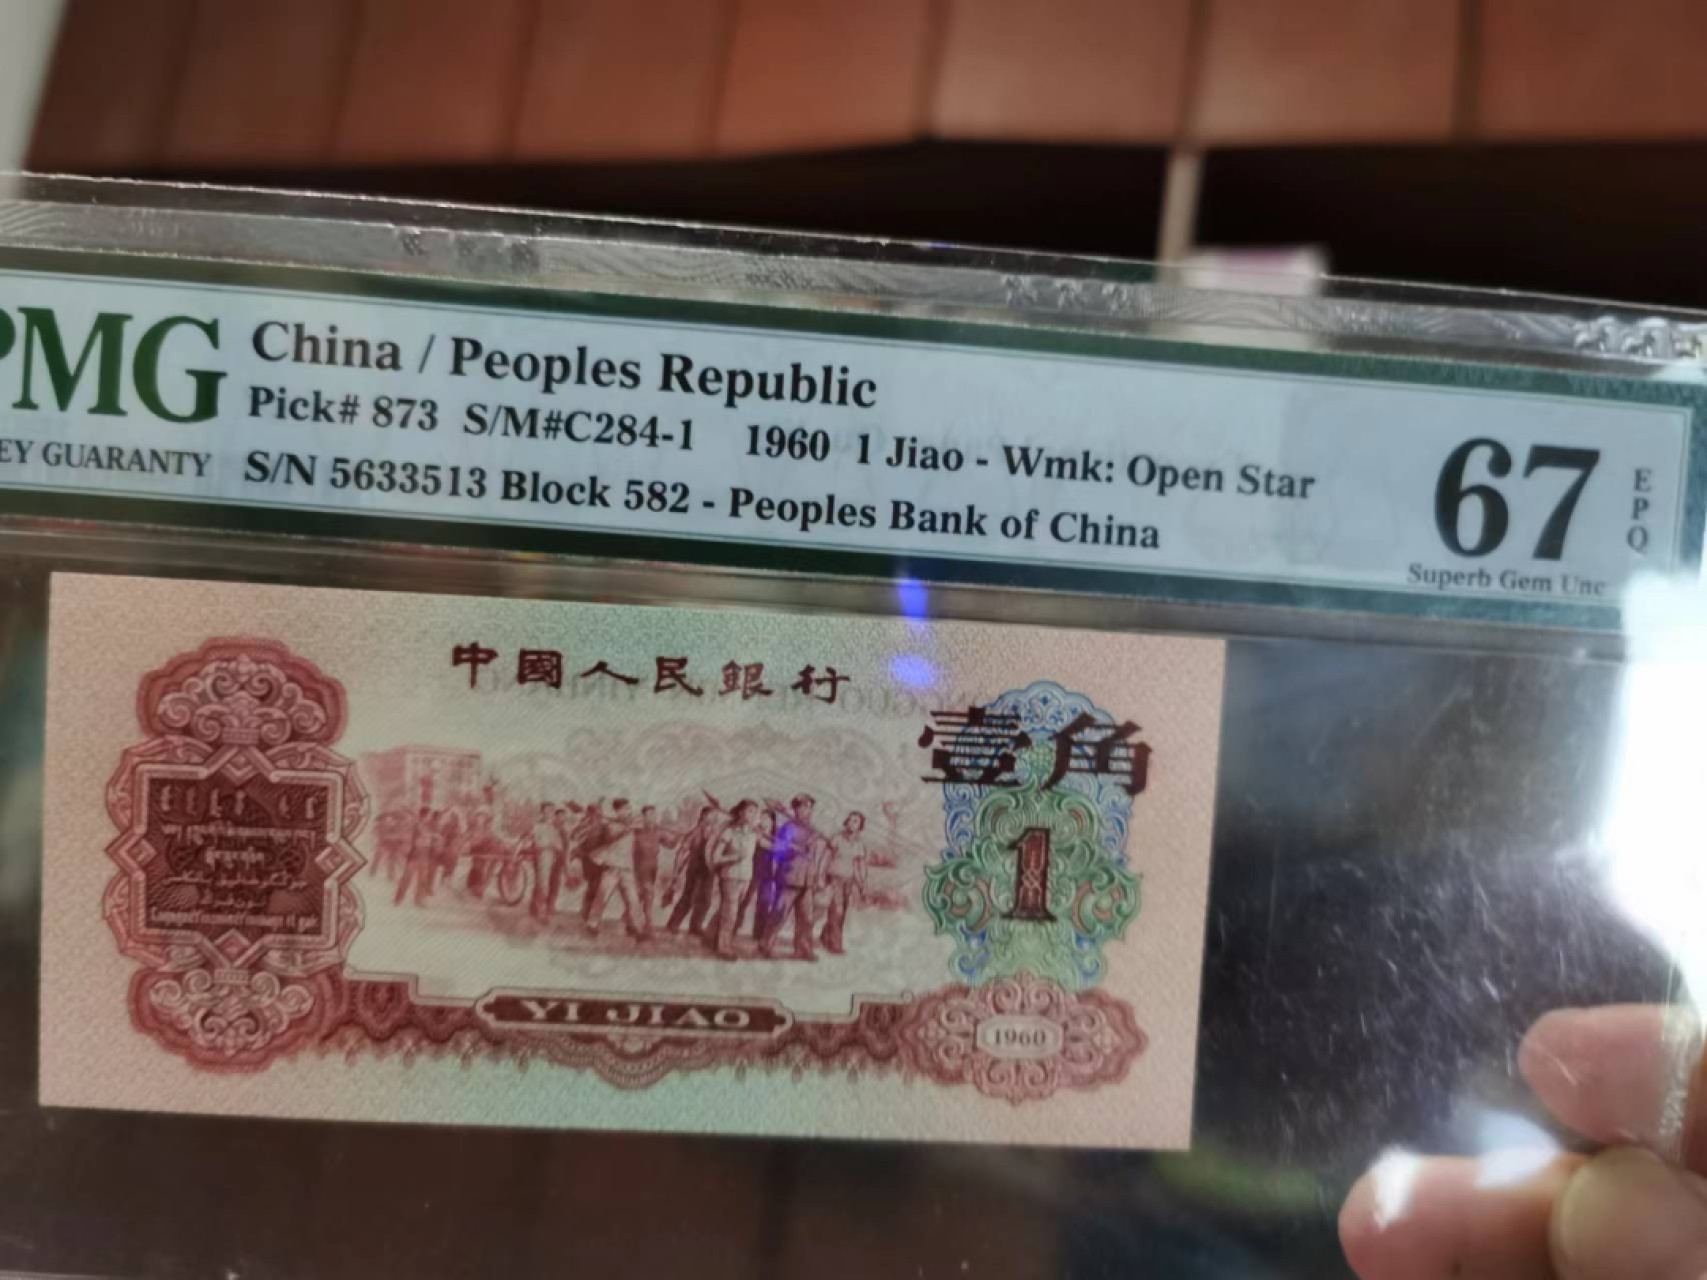 PMG
China / Peoples Republic
Pick# 873 S/M#C284-1 1960 1 Jiao - Wmk: Open Star
EY GUARANTY
S/N 5633513 Block 582 - Peoples Bank of China
67
EPQ
Superb Gem Unc
中國人民銀行
壹角
1
YI JIAO
1960